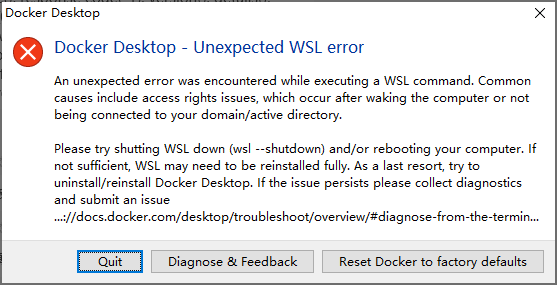 Docker Desktop
Docker Desktop - Unexpected WSL error
An unexpected error was encountered while executing a WSL command. Common
causes include access rights issues, which occur after waking the computer or not
being connected to your domain/active directory.
Please try shutting WSL down (wsl --shutdown) and/or rebooting your computer. If
not sufficient, WSL may need to be reinstalled fully. As a last resort, try to
uninstall/reinstall Docker Desktop. If the issue persists please collect diagnostics
and submit an issue
...://docs.docker.com/desktop/troubleshoot/overview/#diagnose-from-the-termin...
Quit
Diagnose & Feedback
Reset Docker to factory defaults